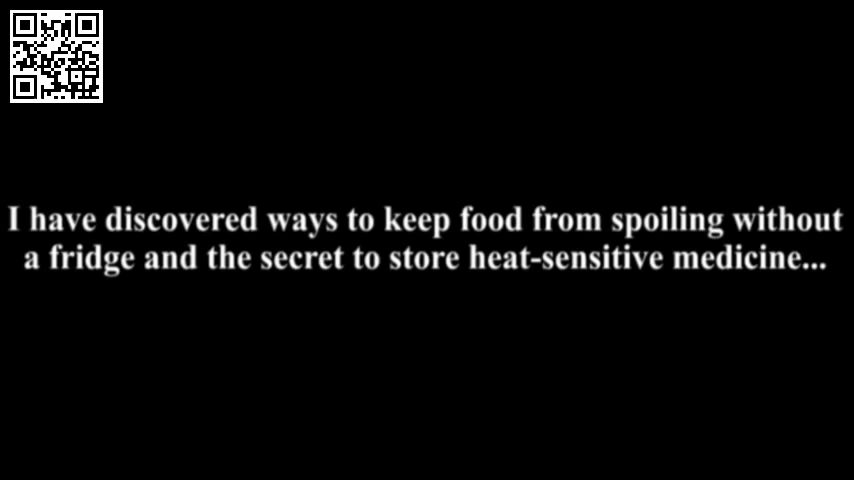 I have discovered ways to keep food from spoiling without
a fridge and the secret to store heat-sensitive medicine...